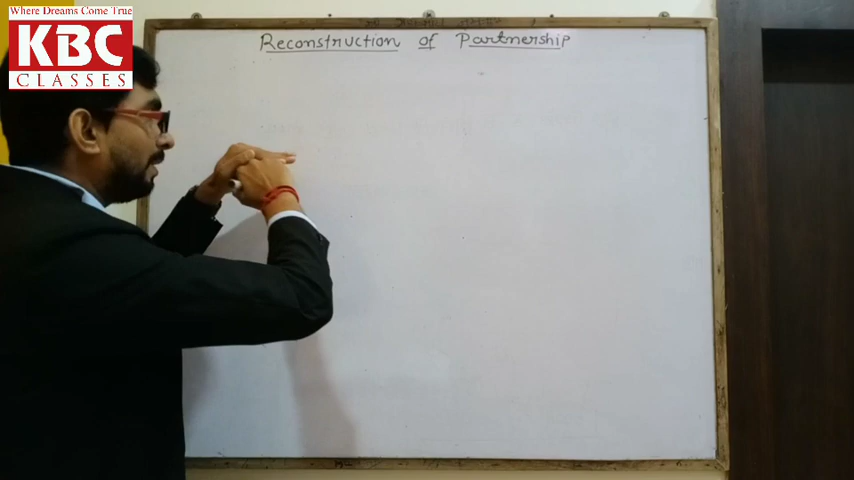 Where Dreams Come True
KBC
CLASSES
Reconstruction of Partnership